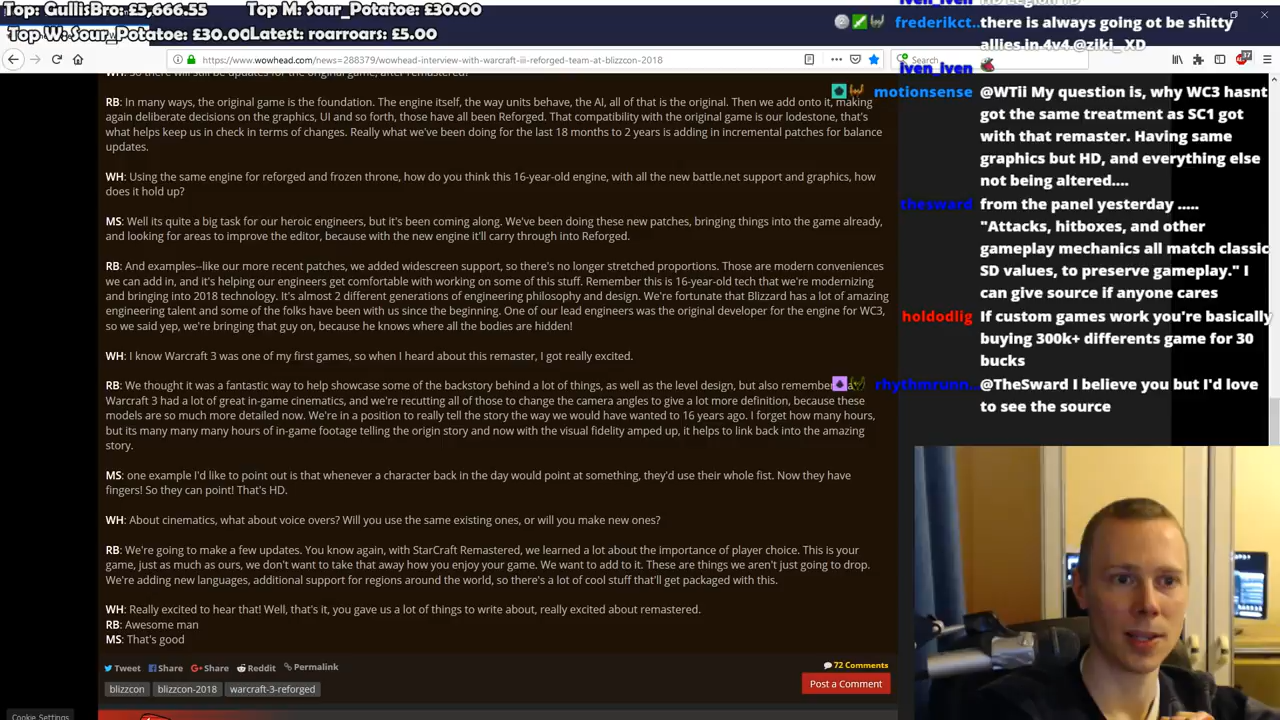 Top: GullisBro: £5,666.55
Top M: Sour_Potatoe: £30.00
Top W: Sour_Potatoe: £30.00
Latest: roarroars: £5.00
https://www.wowhead.com/news=288379/wowhead-interview-with-warcraft-iii-reforged-team-at-blizzcon-2018
Search
RB: In many ways, the original game is the foundation. The engine itself, the way units behave, the AI, all of that is the original. Then we add onto it, making
again deliberate decisions on the graphics, UI and so forth, those have all been Reforged. That compatibility with the original game is our lodestone, that's
what helps keep us in check in terms of changes. Really what we've been doing for the last 18 months to 2 years is adding in incremental patches for balance
updates.
WH: Using the same engine for reforged and frozen throne, how do you think this 16-year-old engine, with all the new battle.net support and graphics, how
does it hold up?
MS: Well its quite a big task for our heroic engineers, but it's been coming along. We've been doing these new patches, bringing things into the game already,
and looking for areas to improve the editor, because with the new engine it'll carry through into Reforged.
RB: And examples--like our more recent patches, we added widescreen support, so there's no longer stretched proportions. Those are modern conveniences
we can add in, and it's helping our engineers get comfortable with working on some of this stuff. Remember this is 16-year-old tech that we're modernizing
and bringing into 2018 technology. It's almost 2 different generations of engineering philosophy and design. We're fortunate that Blizzard has a lot of amazing
engineering talent and some of the folks have been with us since the beginning. One of our lead engineers was the original developer for the engine for WC3,
so we said yep, we're bringing that guy on, because he knows where all the bodies are hidden!
WH: I know Warcraft 3 was one of my first games, so when I heard about this remaster, I got really excited.
RB: We thought it was a fantastic way to help showcase some of the backstory behind a lot of things, as well as the level design, but also remember
Warcraft 3 had a lot of great in-game cinematics, and we're recutting all of those to change the camera angles to give a lot more definition, because these
models are so much more detailed now. We're in a position to really tell the story the way we would have wanted to 16 years ago. I forget how many hours,
but its many many many hours of in-game footage telling the origin story and now with the visual fidelity amped up, it helps to link back into the amazing
story.
MS: one example I'd like to point out is that whenever a character back in the day would point at something, they'd use their whole fist. Now they have
fingers! So they can point! That's HD.
WH: About cinematics, what about voice overs? Will you use the same existing ones, or will you make new ones?
RB: We're going to make a few updates. You know again, with StarCraft Remastered, we learned a lot about the importance of player choice. This is your
game, just as much as ours, we don't want to take that away how you enjoy your game. We want to add to it. These are things we aren't just going to drop.
We're adding new languages, additional support for regions around the world, so there's a lot of cool stuff that'll get packaged with this.
WH: Really excited to hear that! Well, that's it, you gave us a lot of things to write about, really excited about remastered.
RB: Awesome man
MS: That's good
Tweet Share Share Reddit Permalink
72 Comments
Post a Comment
blizzcon blizzcon-2018 warcraft-3-reforged
Cookie Settings
frederikct.. there is always going ot be shitty
allies in 4v4 @ziki_XD
iven_iven
motionsense @WTii My question is, why WC3 hasnt
got the same treatment as SC1 got
with that remaster. Having same
graphics but HD, and everything else
not being altered....
thesward from the panel yesterday .....
"Attacks, hitboxes, and other
gameplay mechanics all match classic
SD values, to preserve gameplay." I
can give source if anyone cares
holdodlig If custom games work you're basically
buying 300k+ differents game for 30
bucks
rhythmrunn.. @TheSward I believe you but I'd love
to see the source